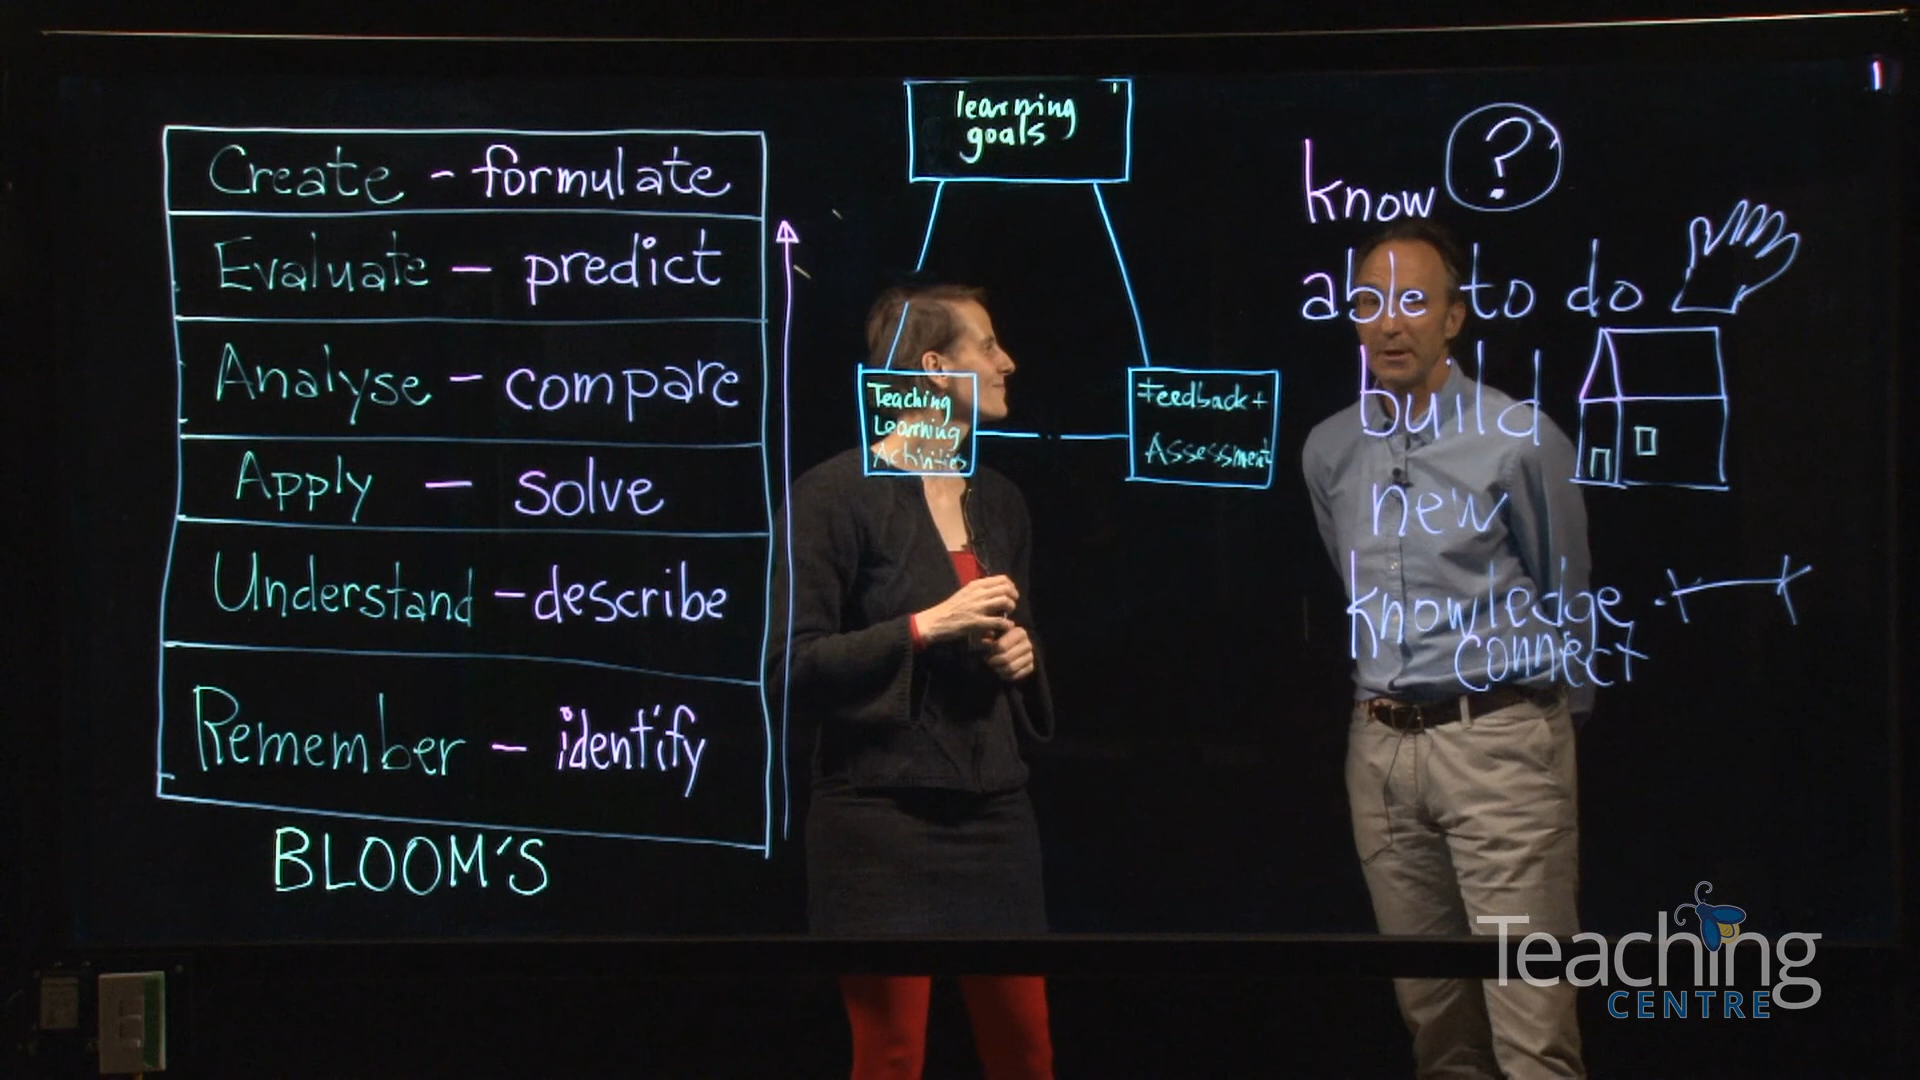 Create - formulate
Evaluate - predict
Analyse - compare
Apply - solve
Understand - describe
Remember - identify
BLOOM'S
learning
goals
Teaching
Learning
Activities
Feedback +
Assessment
know ?
able to do
build
new
knowledge
connect
Teaching
CENTRE